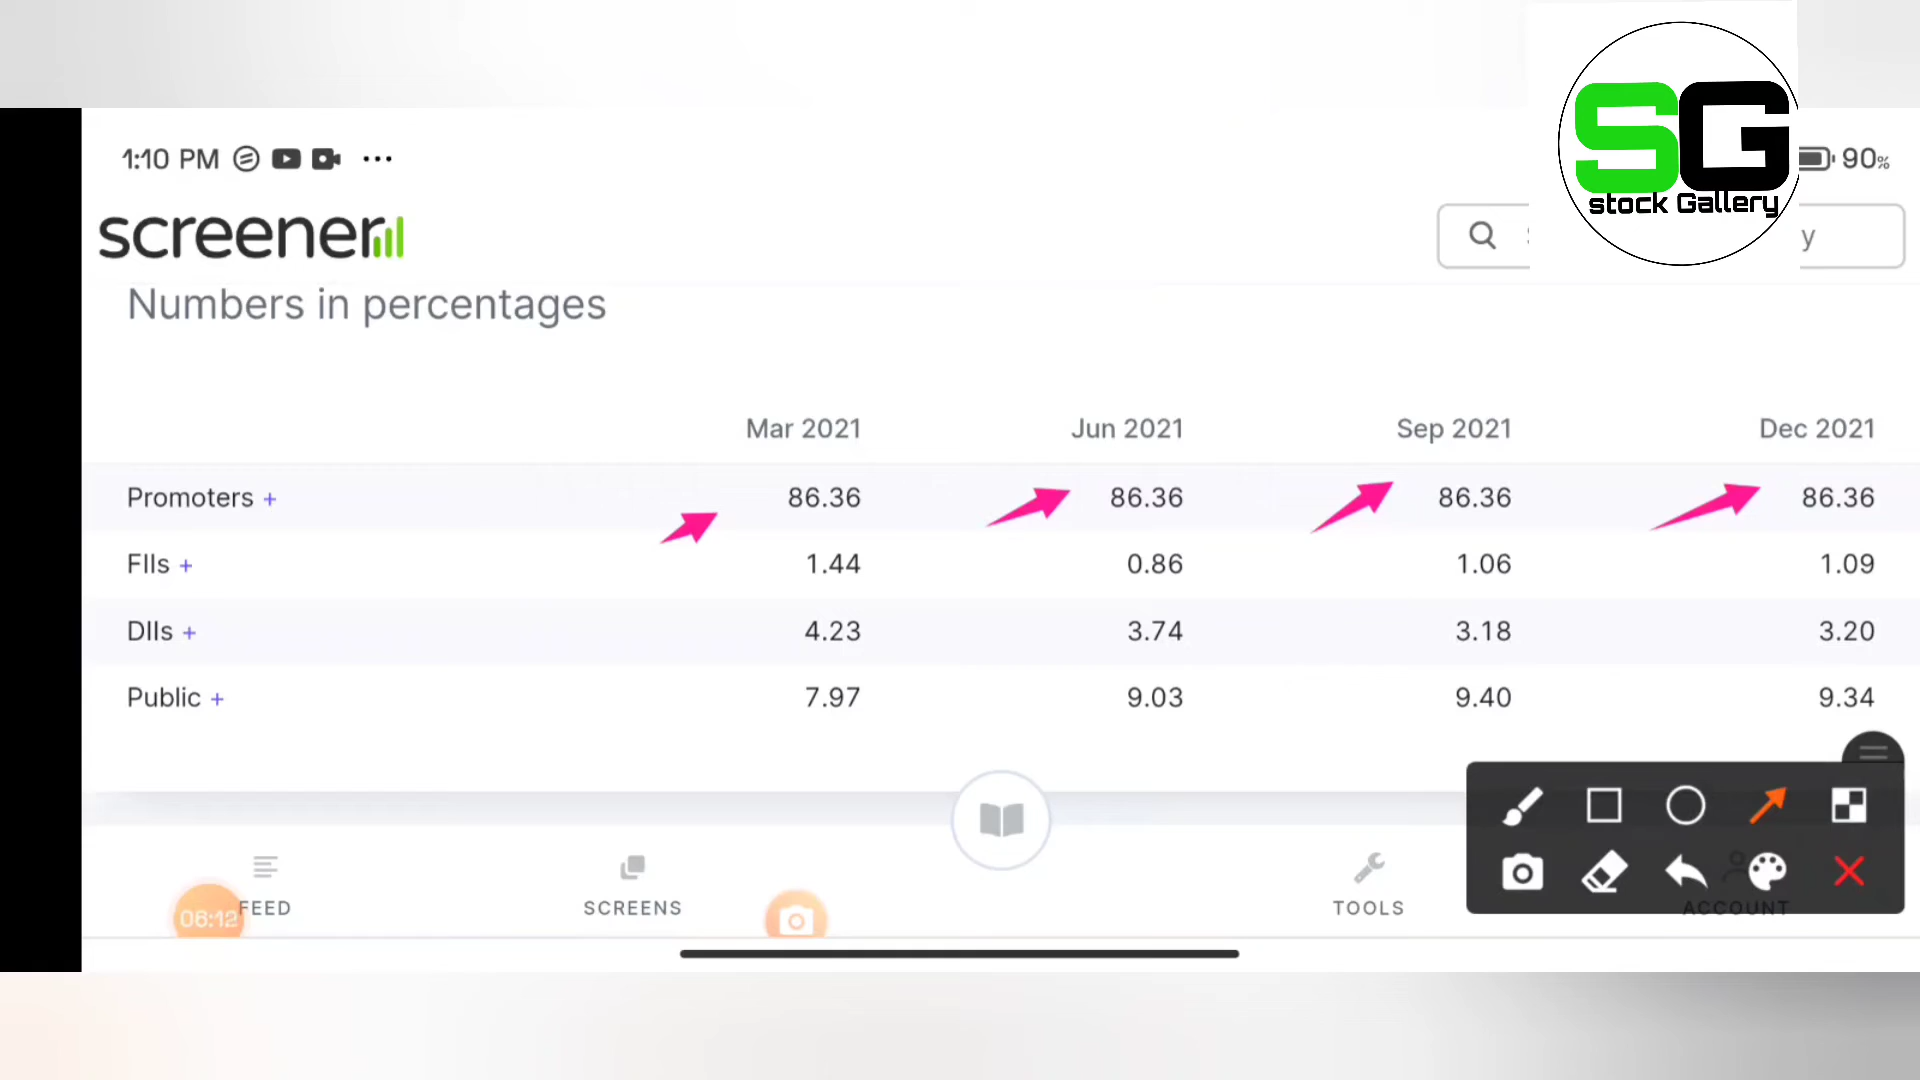 SG
stock Gallery
1:10 PM 90%
screener
y
Numbers in percentages
Mar 2021 Jun 2021 Sep 2021 Dec 2021
Promoters + 86.36 86.36 86.36 86.36
FIIs + 1.44 0.86 1.06 1.09
DIIs + 4.23 3.74 3.18 3.20
Public + 7.97 9.03 9.40 9.34
06:12 FEED SCREENS TOOLS ACCOUNT